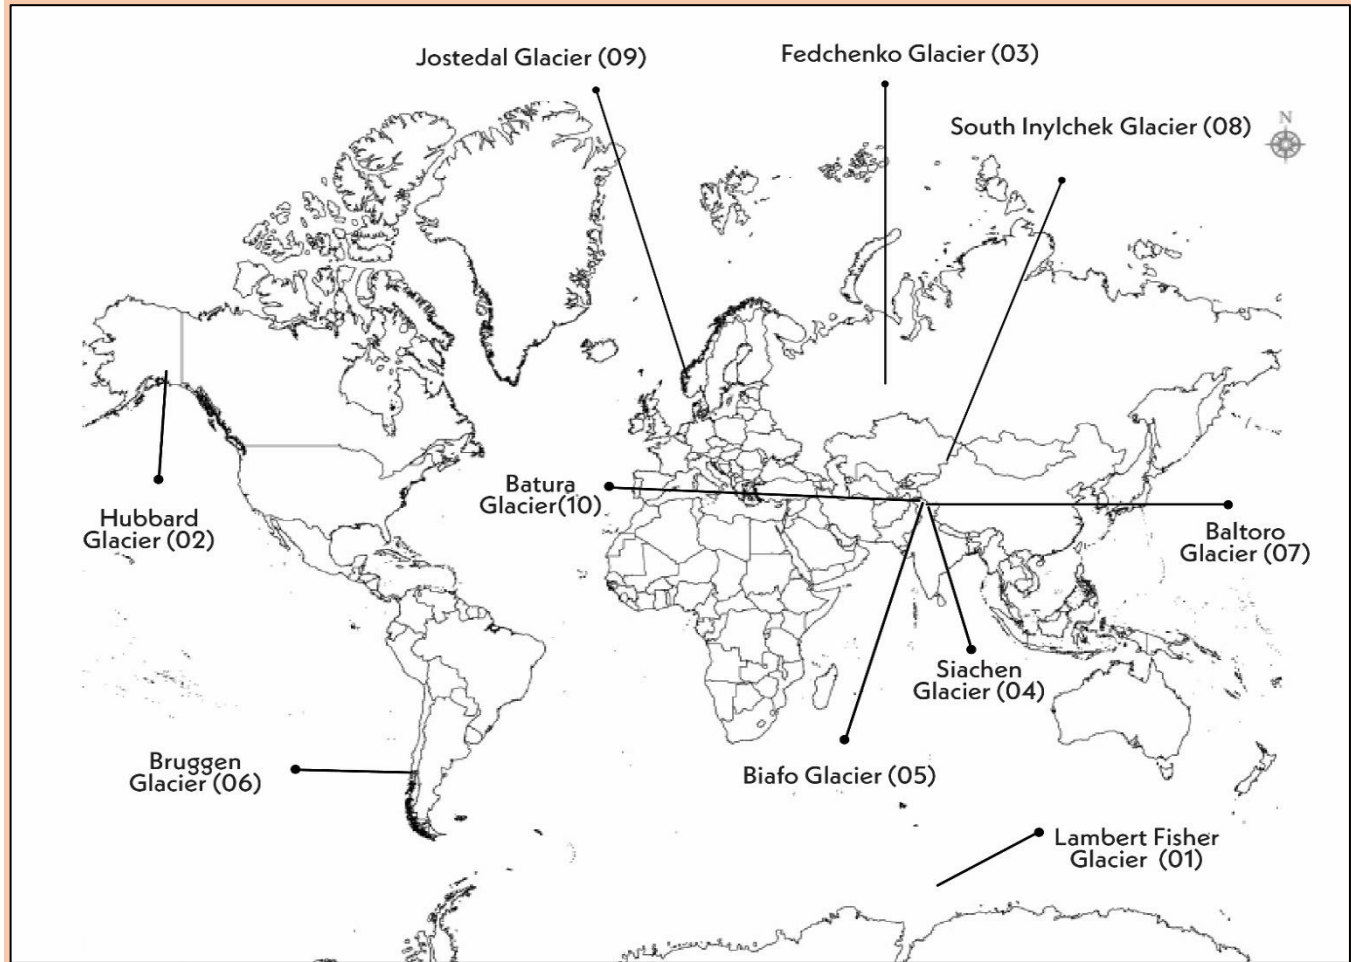 Jostedal Glacier (09)
Fedchenko Glacier (03)
South Inylchek Glacier (08)
N
Batura
Glacier(10)
Hubbard
Glacier (02)
Baltoro
Glacier (07)
Siachen
Glacier (04)
Bruggen
Glacier (06)
Biafo Glacier (05)
Lambert Fisher
Glacier (01)